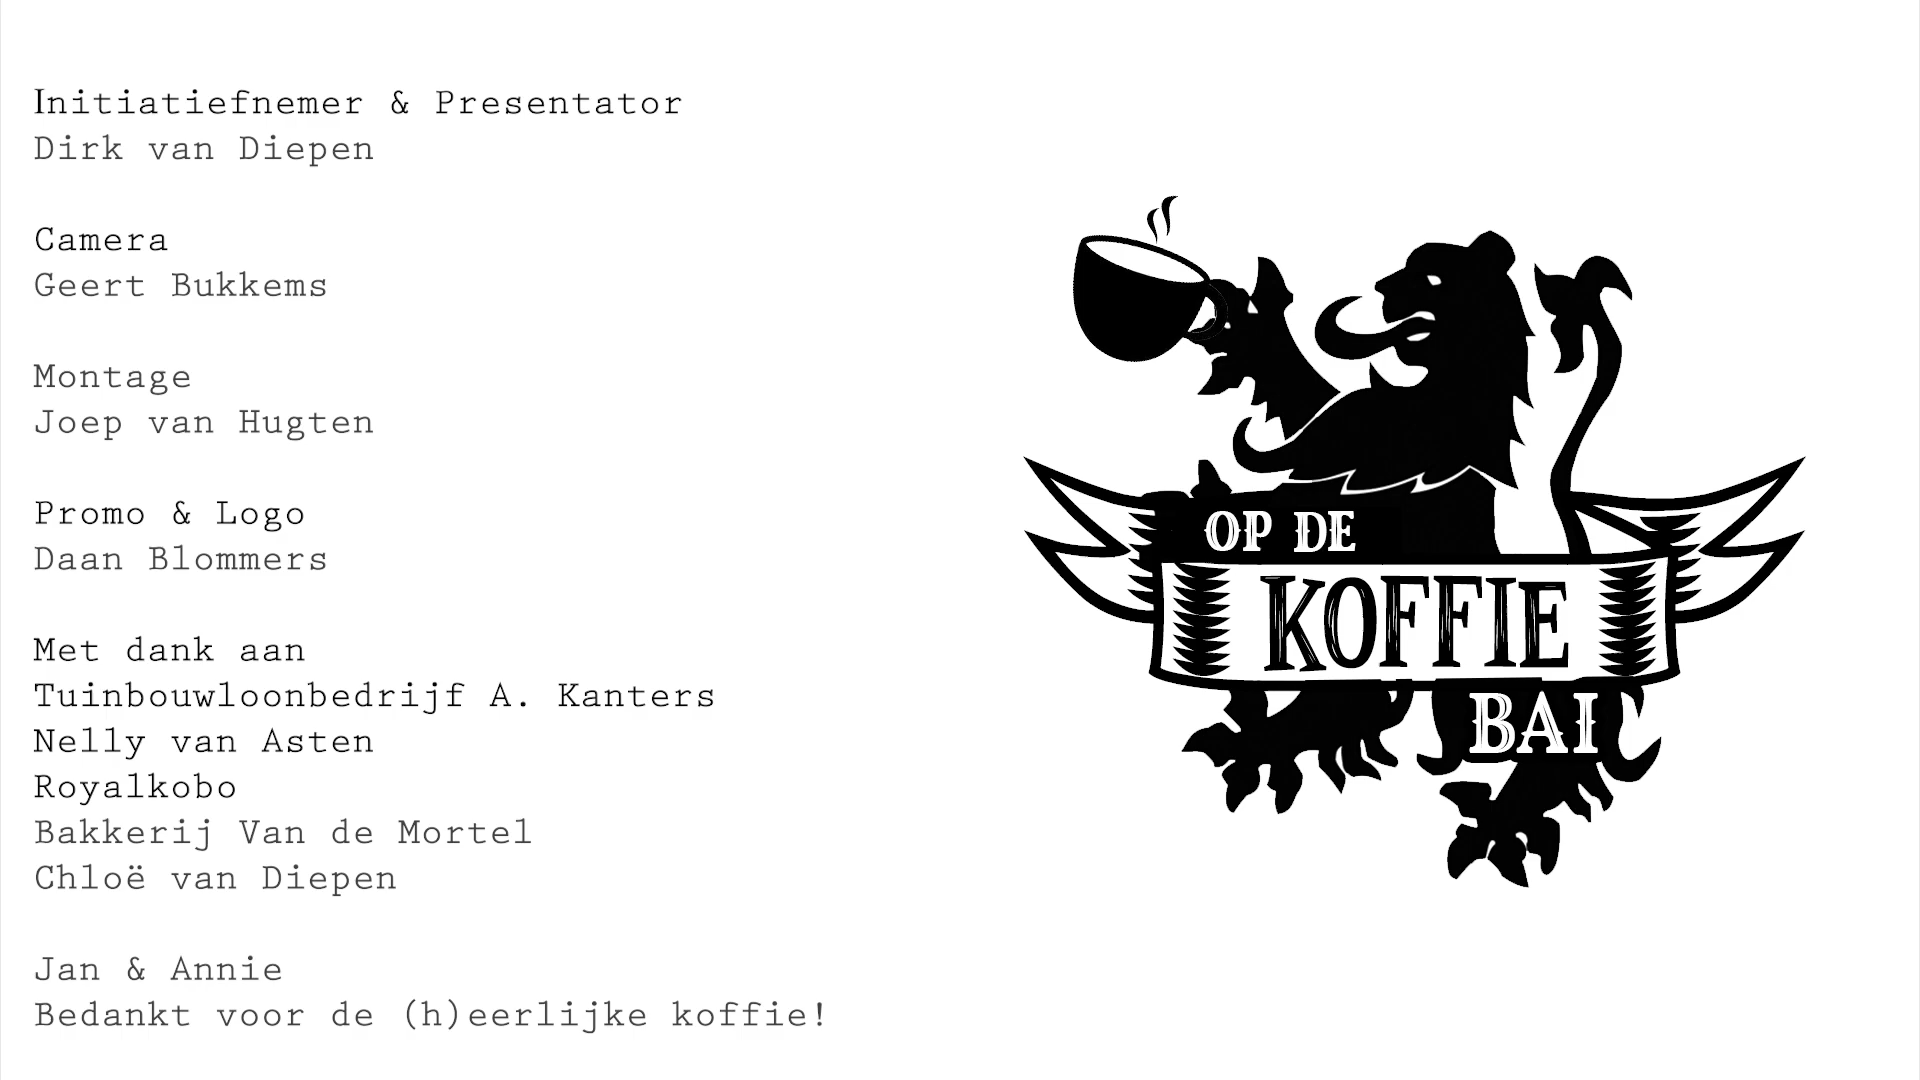 Initiatiefnemer & Presentator
Dirk van Diepen
Camera
Geert Bukkems
Montage
Joep van Hugten
Promo & Logo
Daan Blommers
Met dank aan
Tuinbouwloonbedrijf A. Kanters
Nelly van Asten
Royalkobo
Bakkerij Van de Mortel
Chloë van Diepen
Jan & Annie
Bedankt voor de (h)eerlijke koffie!
OP DE
KOFFIE
BAI